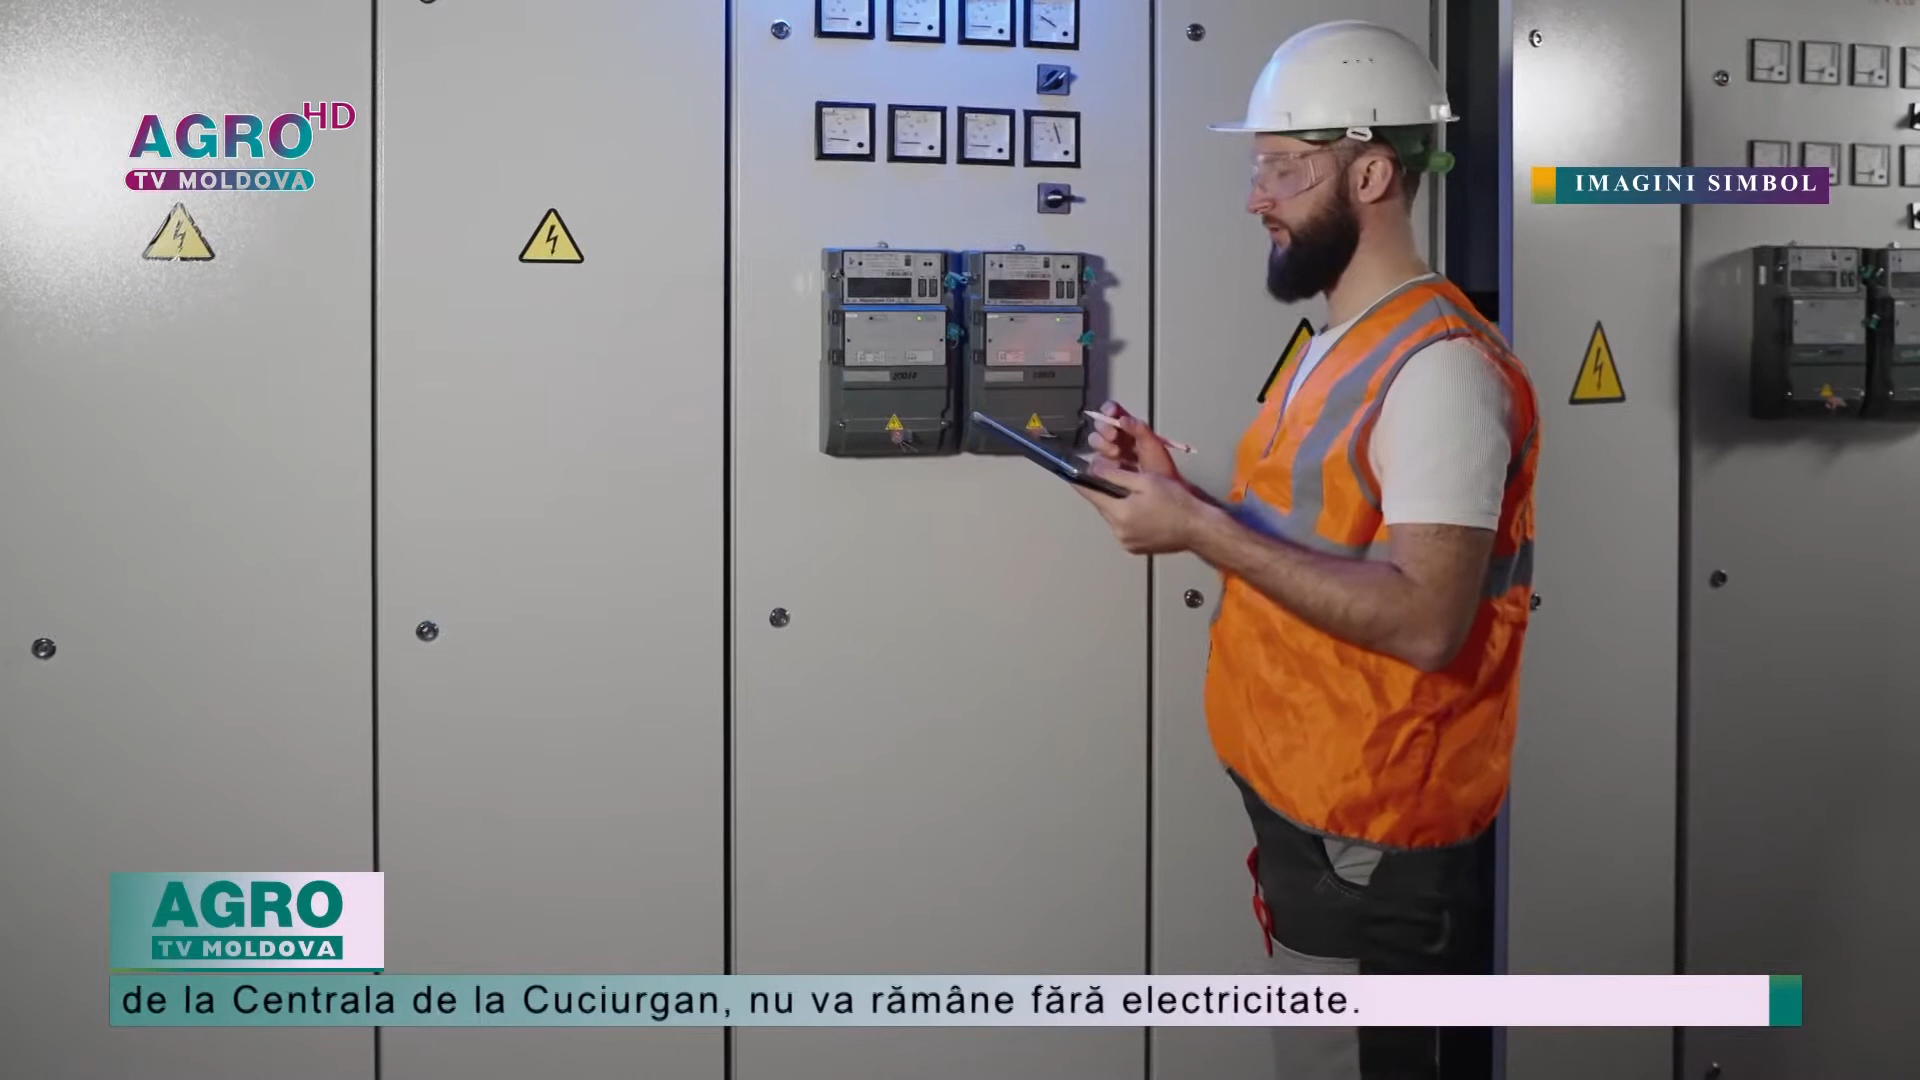 AGRO HD
TV MOLDOVA
IMAGINI SIMBOL
AGRO
TV MOLDOVA
de la Centrala de la Cuciurgan, nu va rămâne fără electricitate.